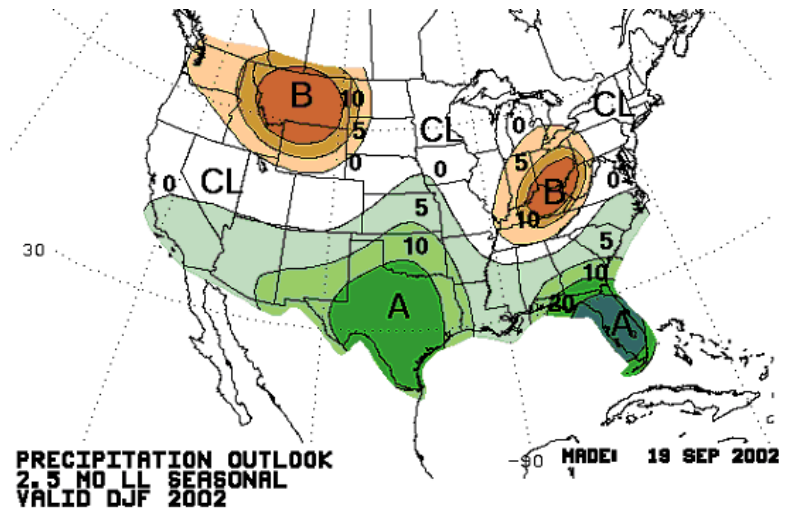 B
10
5
0
CL
0
CL
CL
0
0
5
B
10
0
5
10
A
5
10
20
A
30
-90
PRECIPITATION OUTLOOK
2.5 MO LL SEASONAL
VALID DJF 2002
MADE: 19 SEP 2002